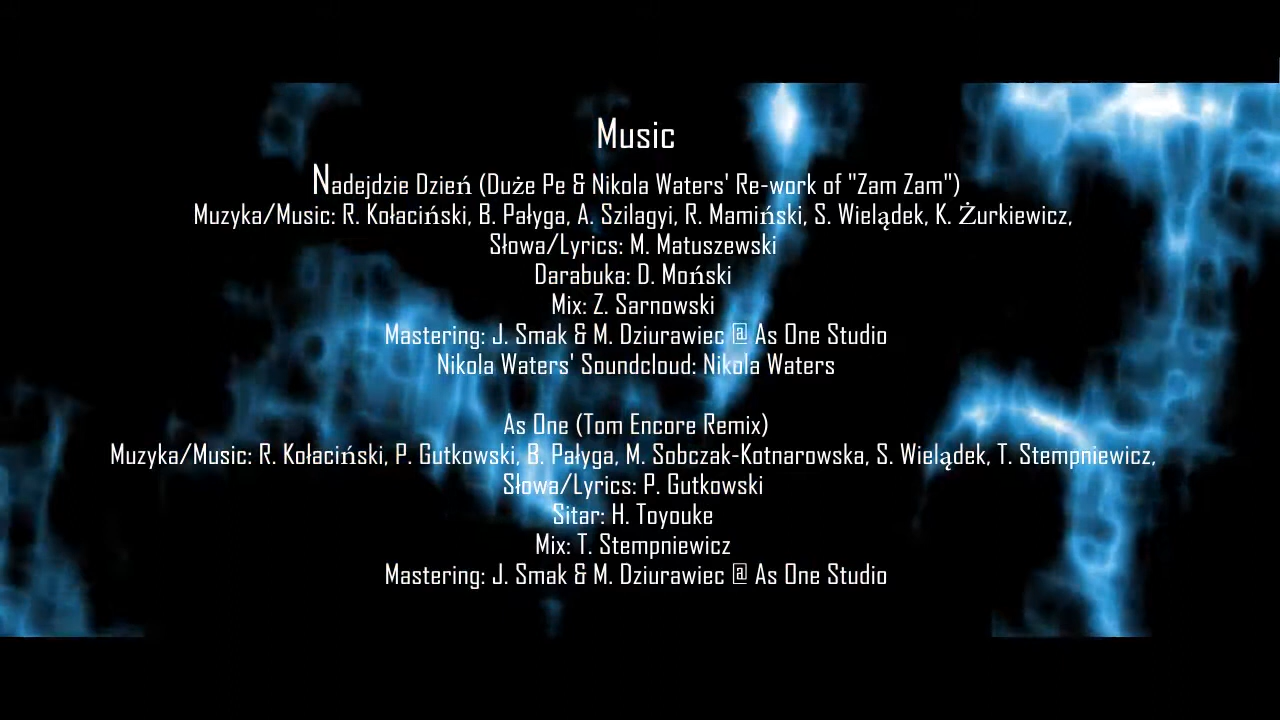 Music
Nadejdzie Dzień (Duże Pe & Nikola Waters' Re-work of "Zam Zam")
Muzyka/Music: R. Kołaciński, B. Pałyga, A. Szilagyi, R. Mamiński, S. Wielądek, K. Żurkiewicz,
Słowa/Lyrics: M. Matuszewski
Darabuka: D. Moński
Mix: Z. Sarnowski
Mastering: J. Smak & M. Dziurawiec @ As One Studio
Nikola Waters' Soundcloud: Nikola Waters
As One (Tom Encore Remix)
Muzyka/Music: R. Kołaciński, P. Gutkowski, B. Pałyga, M. Sobczak-Kotnarowska, S. Wielądek, T. Stempniewicz,
Słowa/Lyrics: P. Gutkowski
Sitar: H. Toyouke
Mix: T. Stempniewicz
Mastering: J. Smak & M. Dziurawiec @ As One Studio